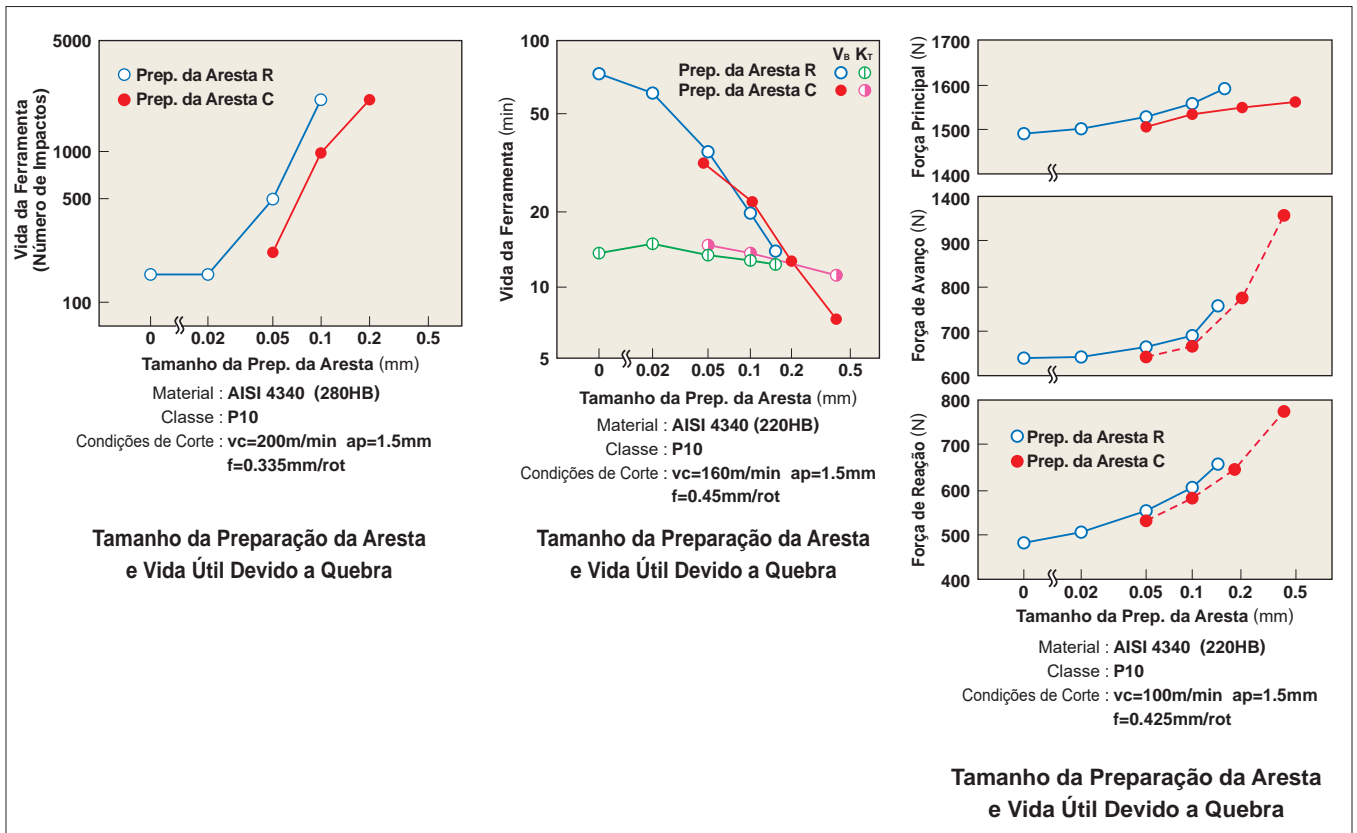 5000
1000
500
100
Vida da Ferramenta
(Número de Impactos)
Prep. da Aresta R
Prep. da Aresta C
0 0.02 0.05 0.1 0.2 0.5
Tamanho da Prep. da Aresta (mm)
Material : AISI 4340 (280HB)
Classe : P10
Condições de Corte : vc=200m/min ap=1.5mm
f=0.335mm/rot
Tamanho da Preparação da Aresta
e Vida Útil Devido a Quebra
100
50
20
10
5
Vida da Ferramenta (min)
VB KT
Prep. da Aresta R
Prep. da Aresta C
0 0.02 0.05 0.1 0.2 0.5
Tamanho da Prep. da Aresta (mm)
Material : AISI 4340 (220HB)
Classe : P10
Condições de Corte : vc=160m/min ap=1.5mm
f=0.45mm/rot
Tamanho da Preparação da Aresta
e Vida Útil Devido a Quebra
1700
1600
1500
1400
Força Principal (N)
1400
900
800
700
600
Força de Avanço (N)
800
700
600
500
400
Força de Reação (N)
Prep. da Aresta R
Prep. da Aresta C
0 0.02 0.05 0.1 0.2 0.5
Tamanho da Prep. da Aresta (mm)
Material : AISI 4340 (220HB)
Classe : P10
Condições de Corte : vc=100m/min ap=1.5mm
f=0.425mm/rot
Tamanho da Preparação da Aresta
e Vida Útil Devido a Quebra